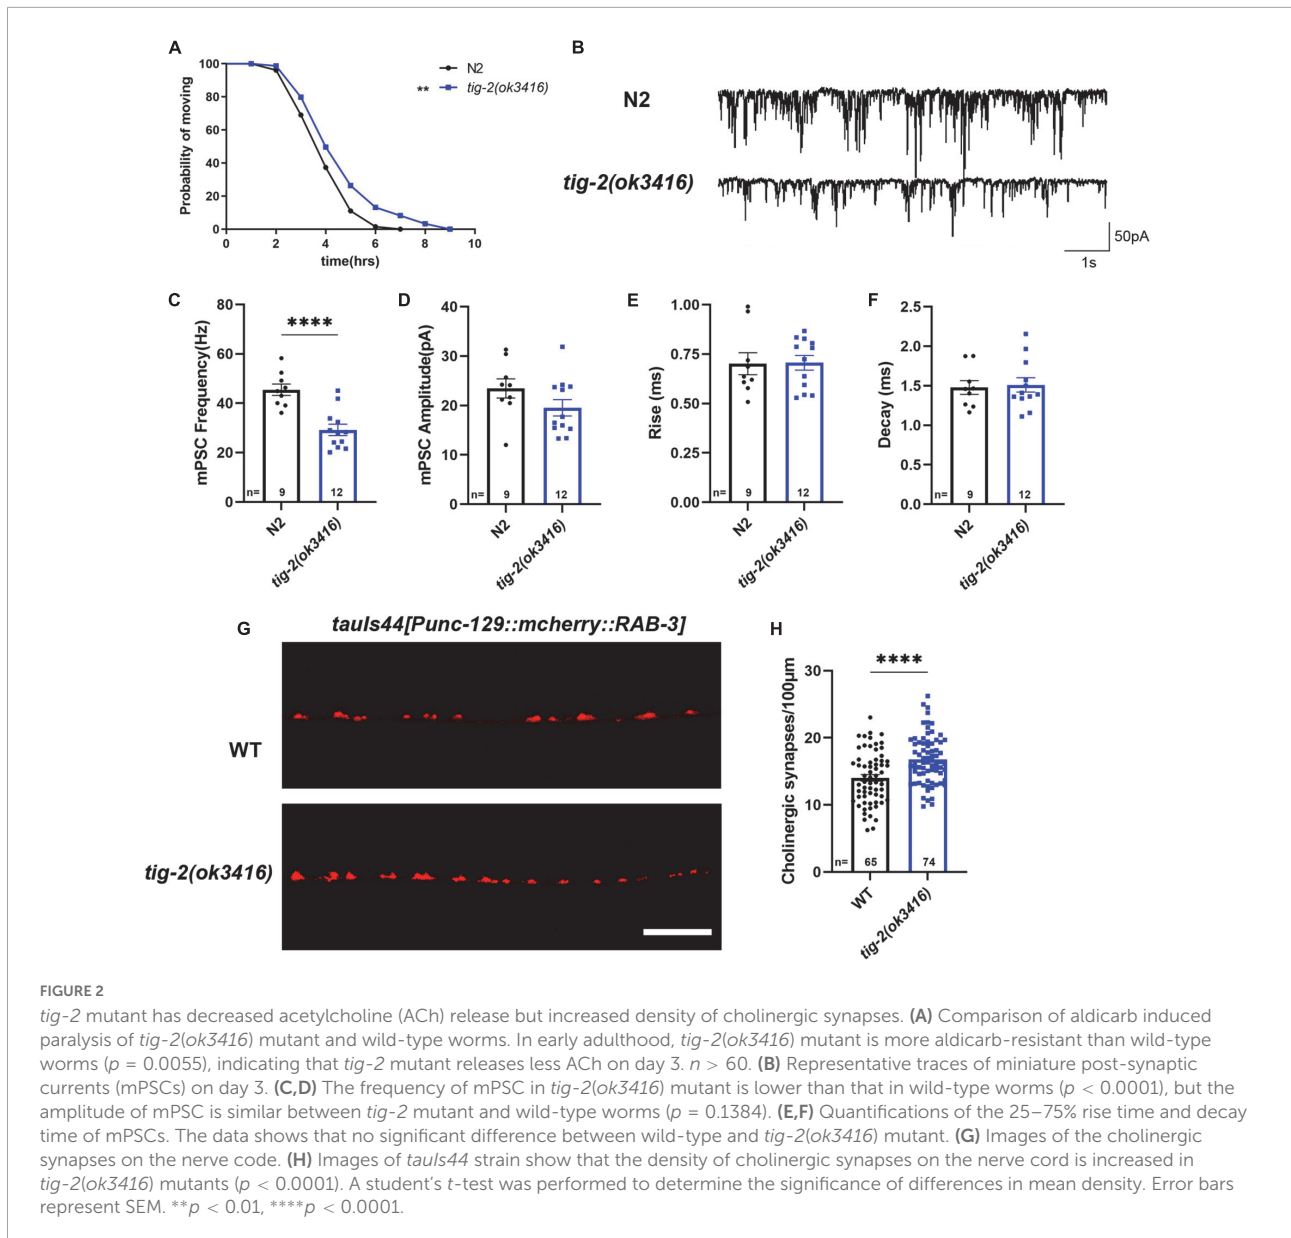 A
N2
** tig-2(ok3416)
Probability of moving
100
80
60
40
20
0
0 2 4 6 8 10
time(hrs)
B
N2
tig-2(ok3416)
50pA
1s
C
mPSC Frequency(Hz)
80
60
40
20
0
****
n= 9 12
N2
tig-2(ok3416)
D
mPSC Amplitude(pA)
40
30
20
10
0
n= 9 12
N2
tig-2(ok3416)
E
Rise (ms)
1.00
0.75
0.50
0.25
0.00
n= 9 12
N2
tig-2(ok3416)
F
Decay (ms)
2.5
2.0
1.5
1.0
0.5
0.0
n= 9 12
N2
tig-2(ok3416)
G
tauIs44[Punc-129::mcherry::RAB-3]
WT
tig-2(ok3416)
H
Cholinergic synapses/100µm
30
20
10
0
****
n= 65 74
WT
tig-2(ok3416)
FIGURE 2
tig-2 mutant has decreased acetylcholine (ACh) release but increased density of cholinergic synapses. (A) Comparison of aldicarb induced
paralysis of tig-2(ok3416) mutant and wild-type worms. In early adulthood, tig-2(ok3416) mutant is more aldicarb-resistant than wild-type
worms (p = 0.0055), indicating that tig-2 mutant releases less ACh on day 3. n > 60. (B) Representative traces of miniature post-synaptic
currents (mPSCs) on day 3. (C,D) The frequency of mPSC in tig-2(ok3416) mutant is lower than that in wild-type worms (p < 0.0001), but the
amplitude of mPSC is similar between tig-2 mutant and wild-type worms (p = 0.1384). (E,F) Quantifications of the 25–75% rise time and decay
time of mPSCs. The data shows that no significant difference between wild-type and tig-2(ok3416) mutant. (G) Images of the cholinergic
synapses on the nerve code. (H) Images of tauIs44 strain show that the density of cholinergic synapses on the nerve cord is increased in
tig-2(ok3416) mutants (p < 0.0001). A student's t-test was performed to determine the significance of differences in mean density. Error bars
represent SEM. **p < 0.01, ****p < 0.0001.